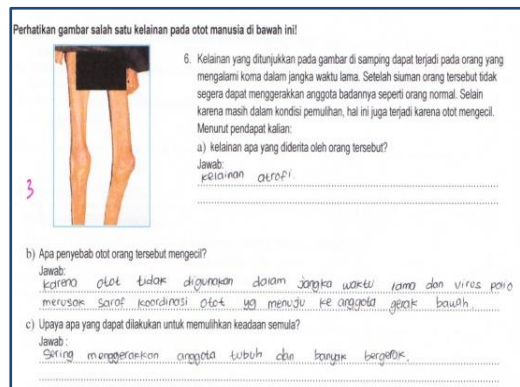 Perhatikan gambar salah satu kelainan pada otot manusia di bawah ini!
6. Kelainan yang ditunjukkan pada gambar di samping dapat terjadi pada orang yang
mengalami koma dalam jangka waktu lama. Setelah siuman orang tersebut tidak
segera dapat menggerakkan anggota badannya seperti orang normal. Selain
karena masih dalam kondisi pemulihan, hal ini juga terjadi karena otot mengecil.
Menurut pendapat kalian:
a) kelainan apa yang diderita oleh orang tersebut?
Jawab:
kelainan atrofi.
3
b) Apa penyebab otot orang tersebut mengecil?
Jawab:
karena otot tidak digunakan dalam jangka waktu lama dan virus polio
merusak saraf koordinasi otot yg menuju ke anggota gerak bawah.
c) Upaya apa yang dapat dilakukan untuk memulihkan keadaan semula?
Jawab :
Sering menggerakkan anggota tubuh dan banyak bergerak.